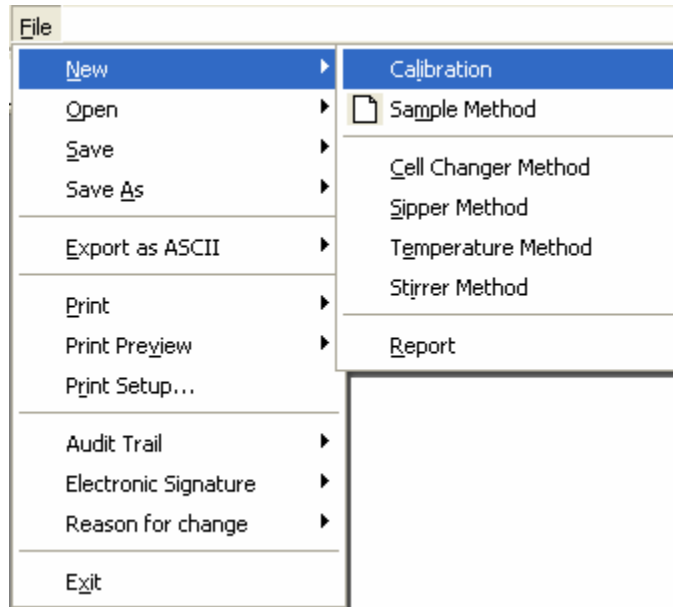 File
New
Open
Save
Save As
Export as ASCII
Print
Print Preview
Print Setup...
Audit Trail
Electronic Signature
Reason for change
Exit
Calibration
Sample Method
Cell Changer Method
Sipper Method
Temperature Method
Stirrer Method
Report